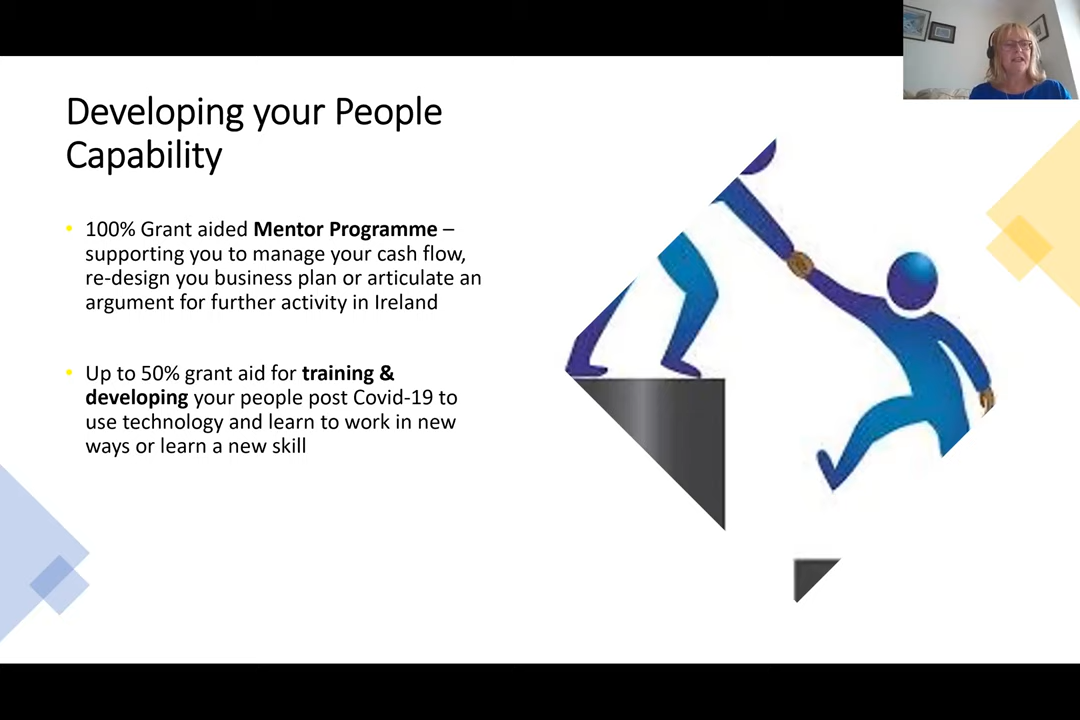 Developing your People
Capability
• 100% Grant aided Mentor Programme –
supporting you to manage your cash flow,
re-design you business plan or articulate an
argument for further activity in Ireland
• Up to 50% grant aid for training &
developing your people post Covid-19 to
use technology and learn to work in new
ways or learn a new skill